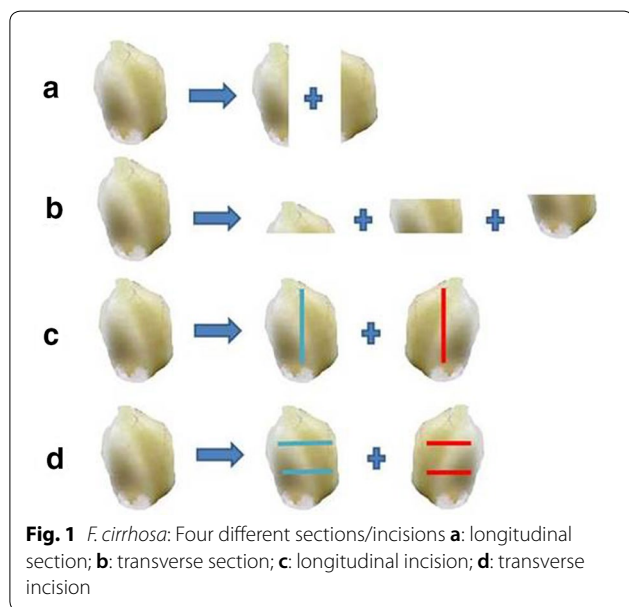 a
b
c
d
Fig. 1 F. cirrhosa: Four different sections/incisions a: longitudinal
section; b: transverse section; c: longitudinal incision; d: transverse
incision